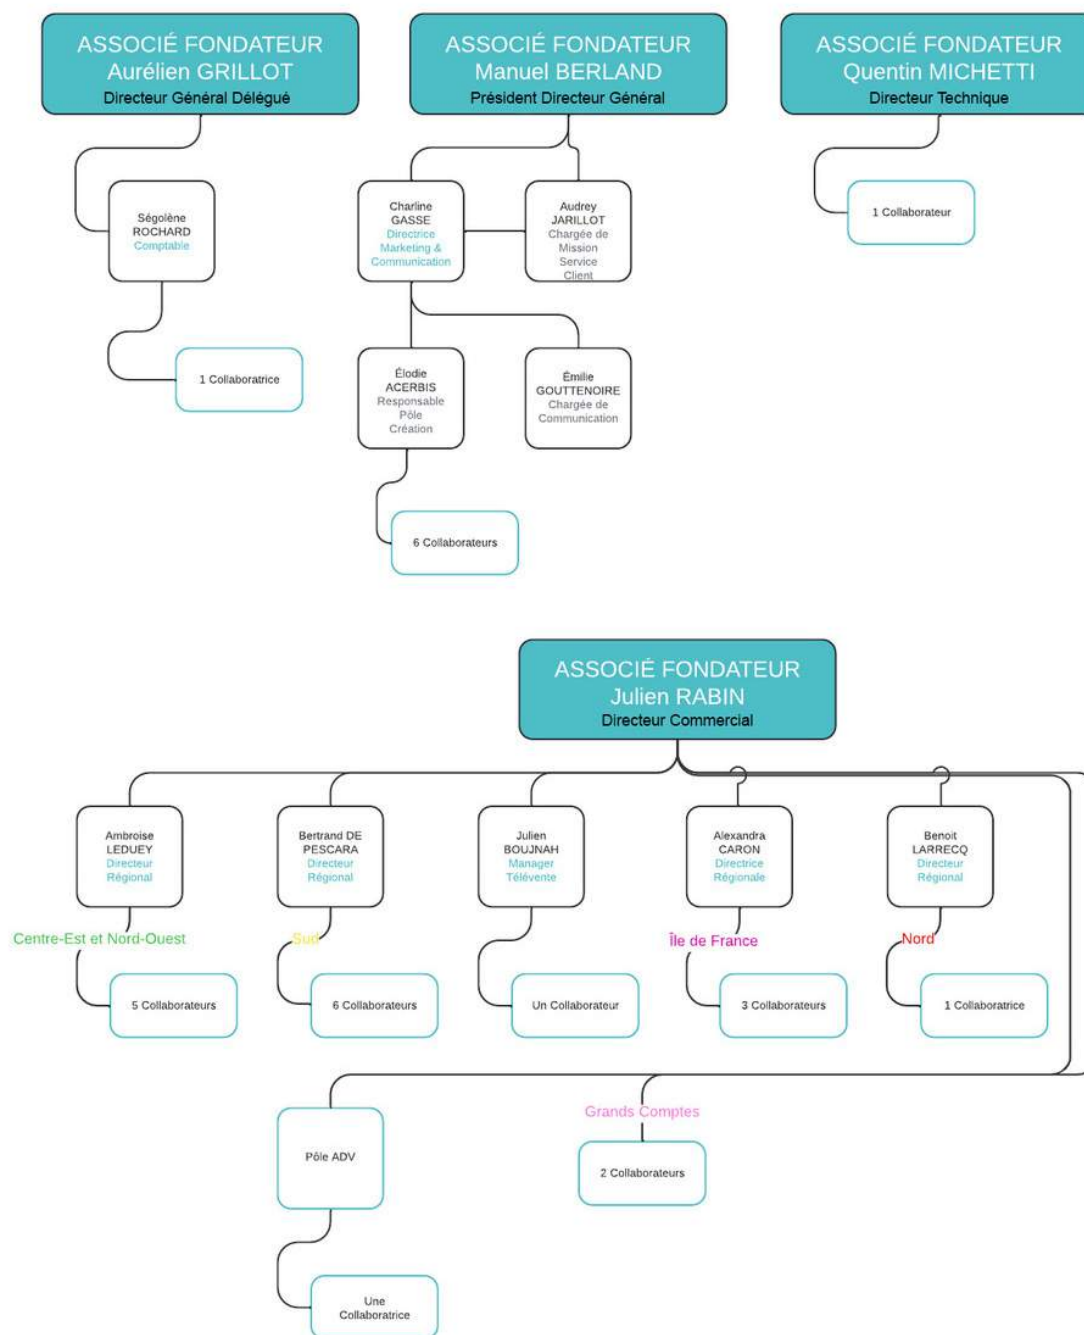 ASSOCIÉ FONDATEUR
Aurélien GRILLOT
Directeur Général Délégué
ASSOCIÉ FONDATEUR
Manuel BERLAND
Président Directeur Général
ASSOCIÉ FONDATEUR
Quentin MICHETTI
Directeur Technique
Ségolène
ROCHARD
Comptable
Charline
GASSE
Directrice
Marketing &
Communication
Audrey
JARILLOT
Chargée de
Mission
Service
Client
1 Collaborateur
1 Collaboratrice
Élodie
ACERBIS
Responsable
Pôle
Création
Émilie
GOUTTENOIRE
Chargée de
Communication
6 Collaborateurs
ASSOCIÉ FONDATEUR
Julien RABIN
Directeur Commercial
Ambroise
LEDUEY
Directeur
Régional
Bertrand DE
PESCARA
Directeur
Régional
Julien
BOUJNAH
Manager
Télévente
Alexandra
CARON
Directrice
Régionale
Benoit
LARRECQ
Directeur
Régional
Centre-Est et Nord-Ouest
Sud
Île de France
Nord
5 Collaborateurs
6 Collaborateurs
Un Collaborateur
3 Collaborateurs
1 Collaboratrice
Grands Comptes
Pôle ADV
2 Collaborateurs
Une
Collaboratrice